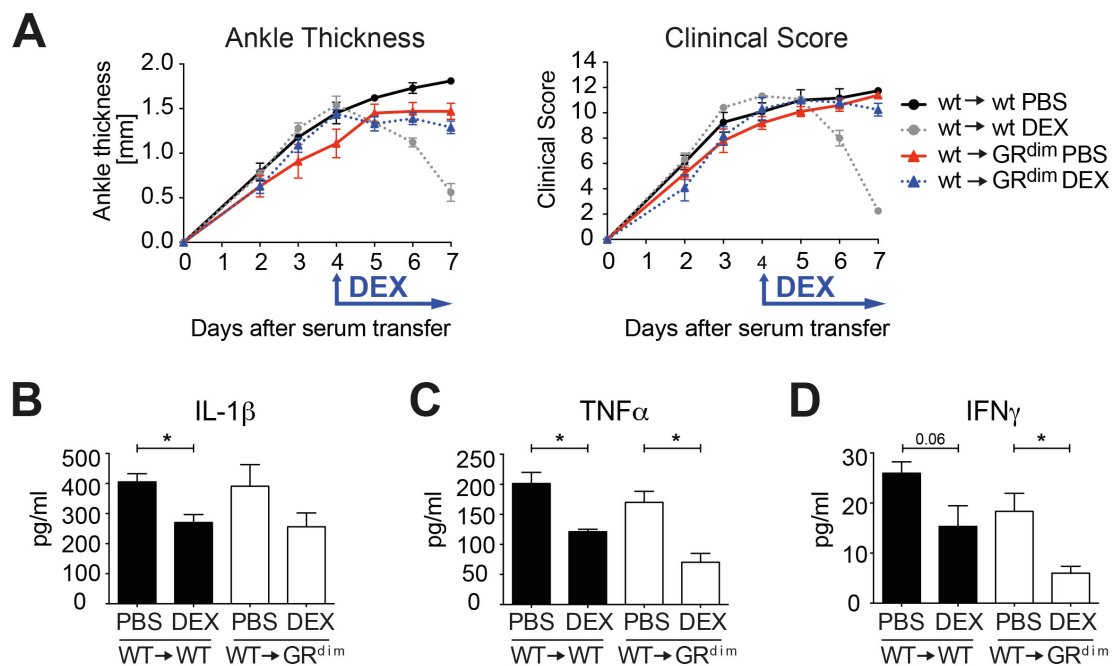 A
Ankle Thickness
Clinincal Score
Ankle thickness
[mm]
2.0
1.5
1.0
0.5
0.0
0 1 2 3 4 5 6 7
DEX
Days after serum transfer
Clinical Score
14
12
10
8
6
4
2
0
0 1 2 3 4 5 6 7
DEX
Days after serum transfer
wt → wt PBS
wt → wt DEX
wt → GRdim PBS
wt → GRdim DEX
B
IL-1β
*
pg/ml
500
400
300
200
100
0
PBS DEX PBS DEX
WT → WT WT → GRdim
C
TNFα
* *
pg/ml
250
200
150
100
50
0
PBS DEX PBS DEX
WT → WT WT → GRdim
D
IFNγ
0.06 *
pg/ml
30
20
10
0
PBS DEX PBS DEX
WT → WT WT → GRdim